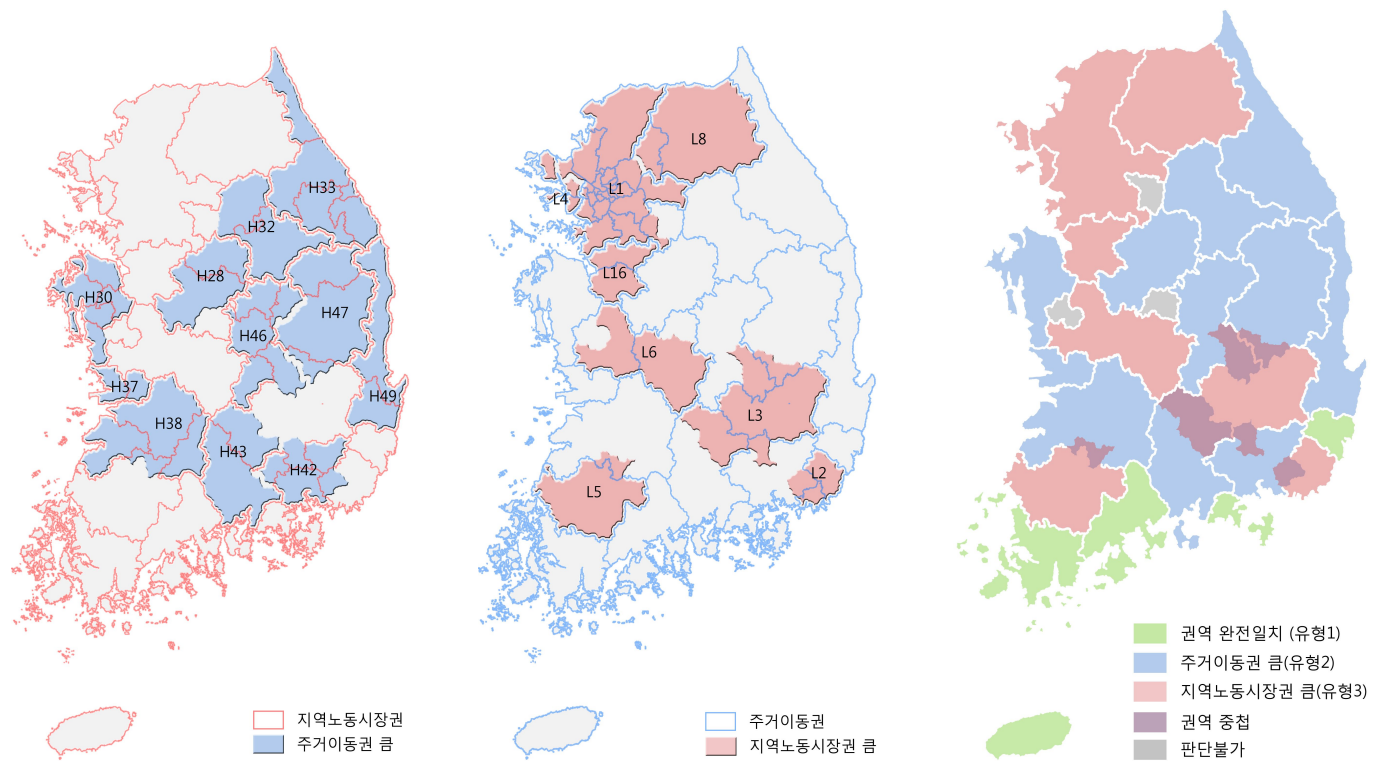 H33
H32
H28
H30
H47
H46
H37
H49
H38
H43
H42
지역노동시장권
주거이동권 큼
L8
L1
L4
L16
L6
L3
L2
L5
주거이동권
지역노동시장권 큼
권역 완전일치 (유형1)
주거이동권 큼(유형2)
지역노동시장권 큼(유형3)
권역 중첩
판단불가